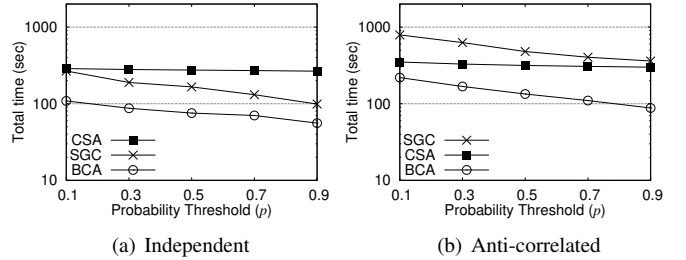 1000
100
10
Total time (sec)
CSA
SGC
BCA
0.1 0.3 0.5 0.7 0.9
Probability Threshold (p)
(a) Independent
1000
100
10
Total time (sec)
SGC
CSA
BCA
0.1 0.3 0.5 0.7 0.9
Probability Threshold (p)
(b) Anti-correlated